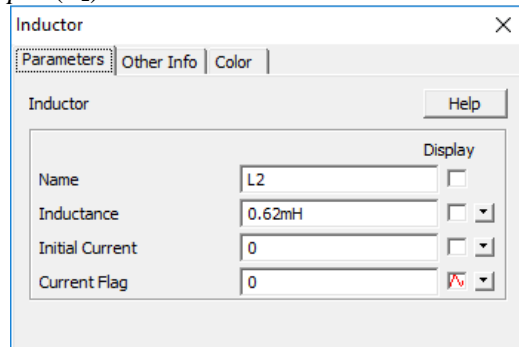 Inductor
Parameters Other Info Color
Inductor Help
Display
Name L2
Inductance 0.62mH
Initial Current 0
Current Flag 0